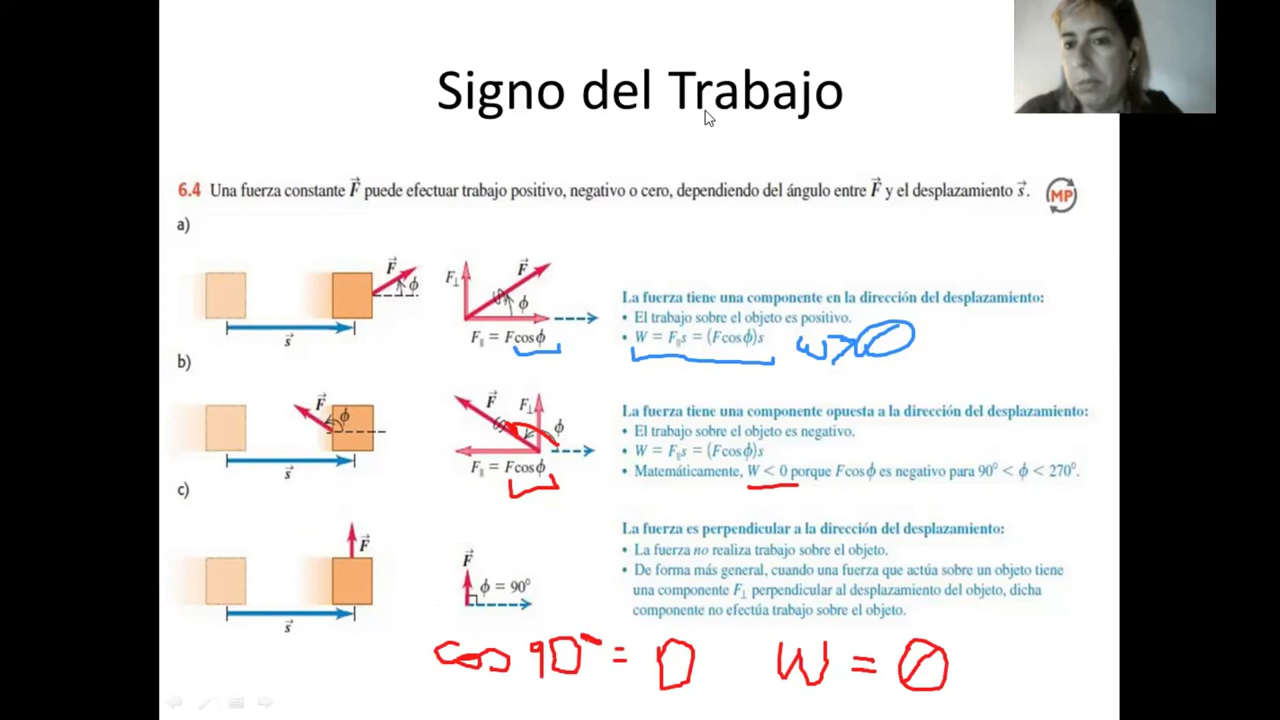 Signo del Trabajo
6.4 Una fuerza constante F⃗ puede efectuar trabajo positivo, negativo o cero, dependiendo del ángulo entre F⃗ y el desplazamiento s⃗.
MP
a)
F⃗
ϕ
s⃗
F⊥
F⃗
ϕ
F∥ = Fcosϕ
La fuerza tiene una componente en la dirección del desplazamiento:
• El trabajo sobre el objeto es positivo.
• W = F∥s = (Fcosϕ)s
W>0
b)
F⃗
ϕ
s⃗
F⃗
F⊥
ϕ
F∥ = Fcosϕ
La fuerza tiene una componente opuesta a la dirección del desplazamiento:
• El trabajo sobre el objeto es negativo.
• W = F∥s = (Fcosϕ)s
• Matemáticamente, W < 0 porque Fcosϕ es negativo para 90° < ϕ < 270°.
c)
F⃗
s⃗
F⃗
ϕ = 90°
La fuerza es perpendicular a la dirección del desplazamiento:
• La fuerza no realiza trabajo sobre el objeto.
• De forma más general, cuando una fuerza que actúa sobre un objeto tiene
una componente F⊥ perpendicular al desplazamiento del objeto, dicha
componente no efectúa trabajo sobre el objeto.
cos 90° = 0 W = 0